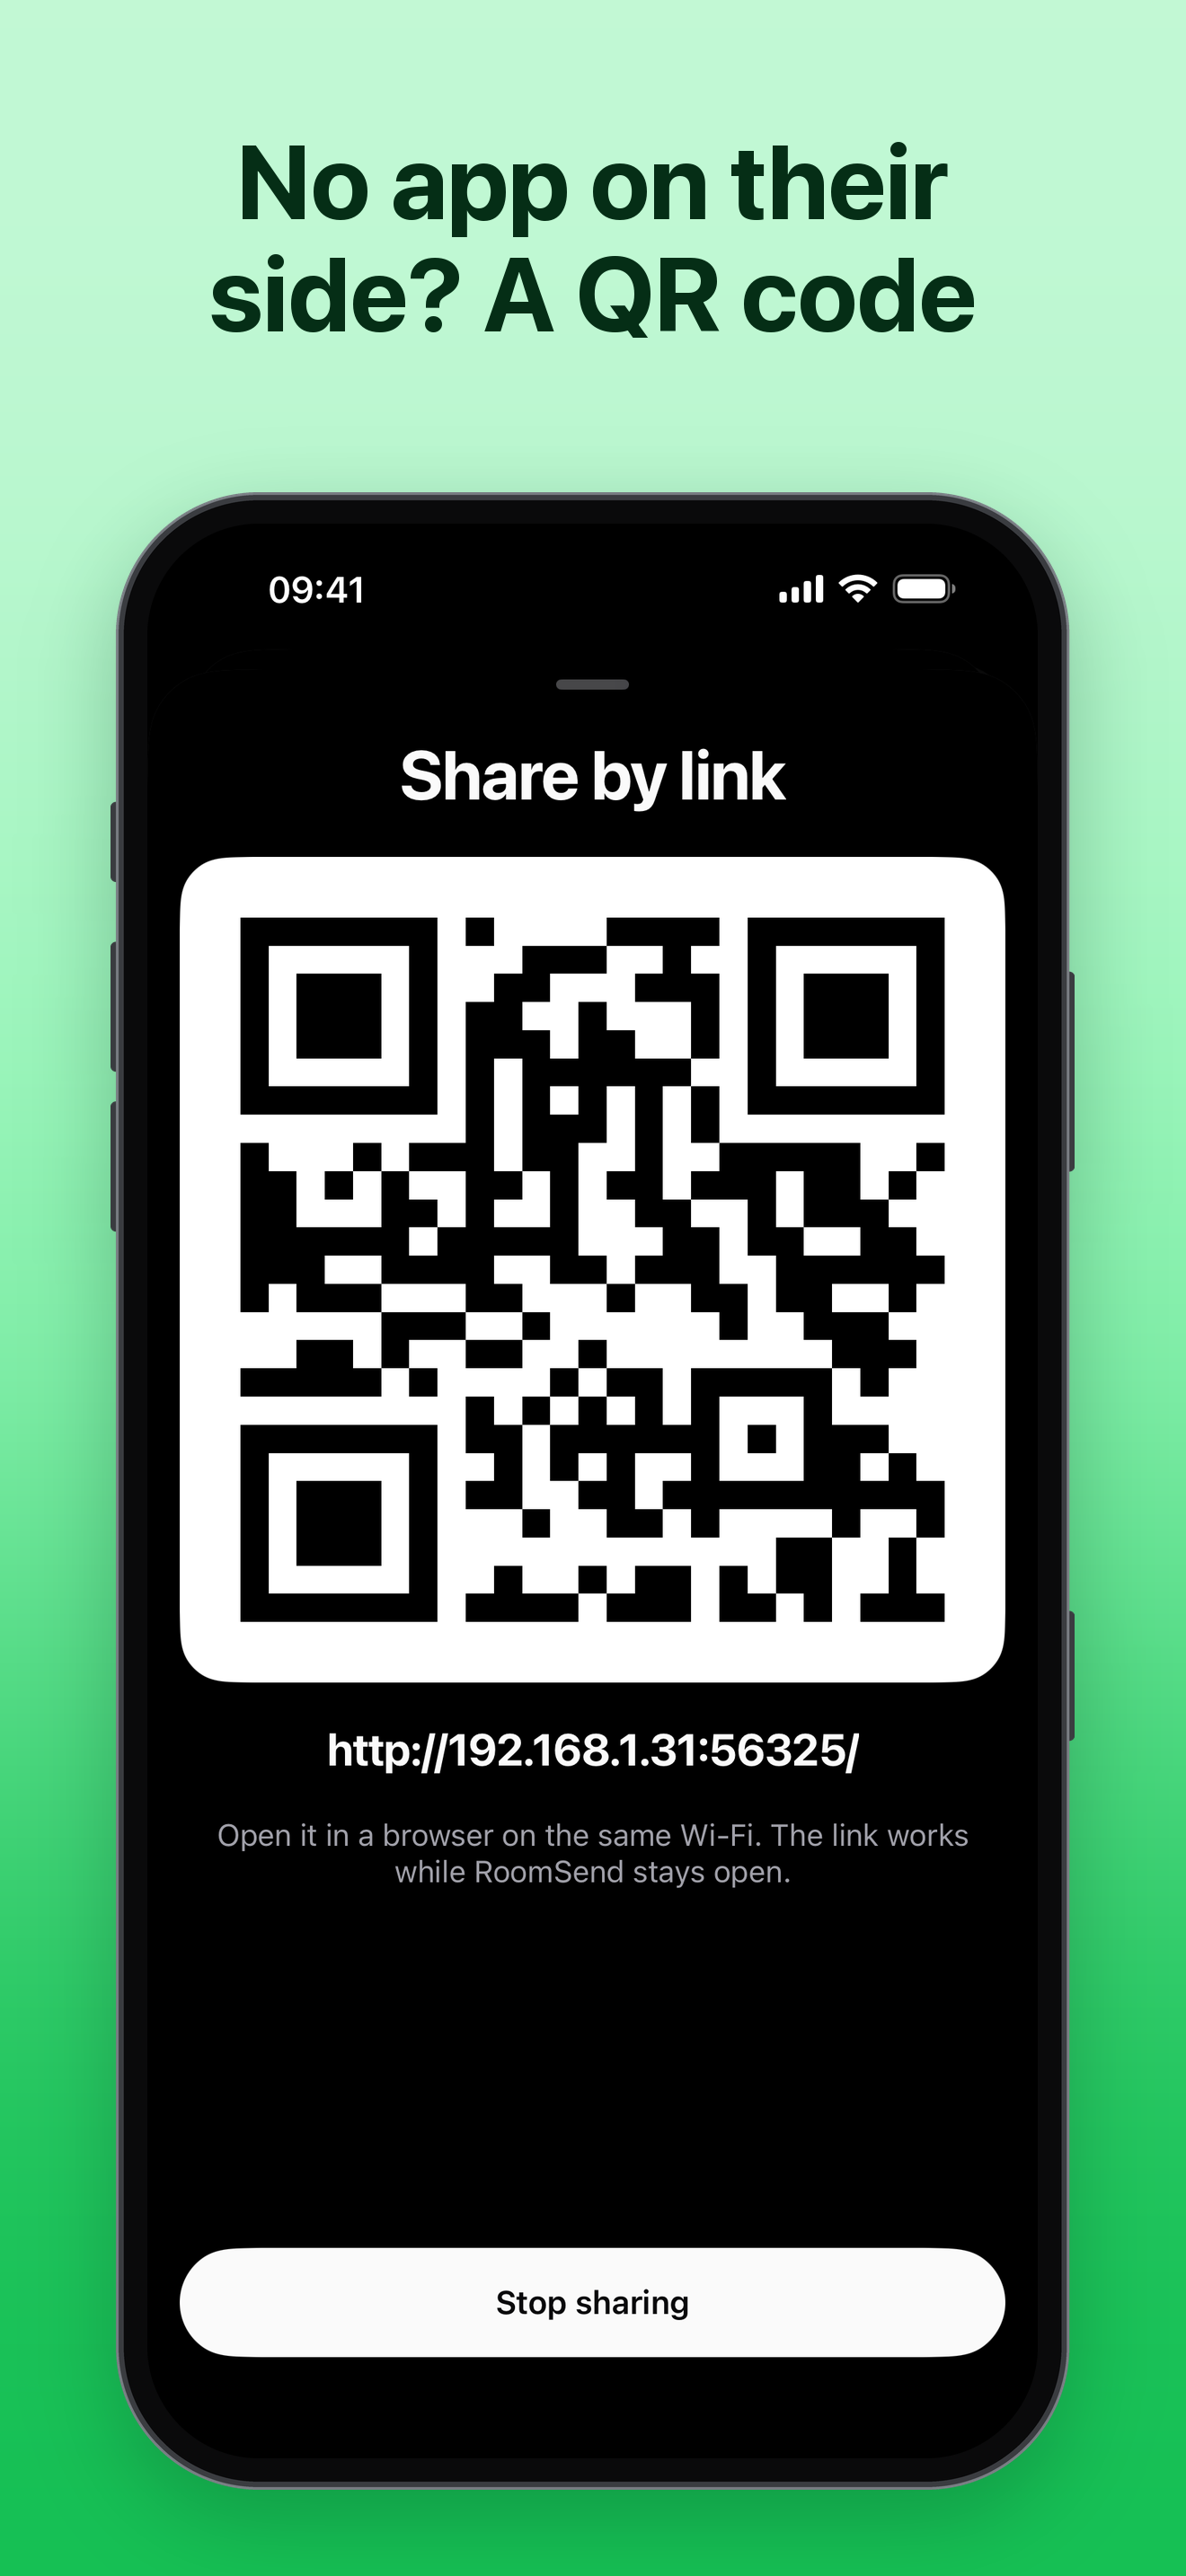 No app on their
side? A QR code
09:41
Share by link
http://192.168.1.31:56325/
Open it in a browser on the same Wi-Fi. The link works
while RoomSend stays open.
Stop sharing